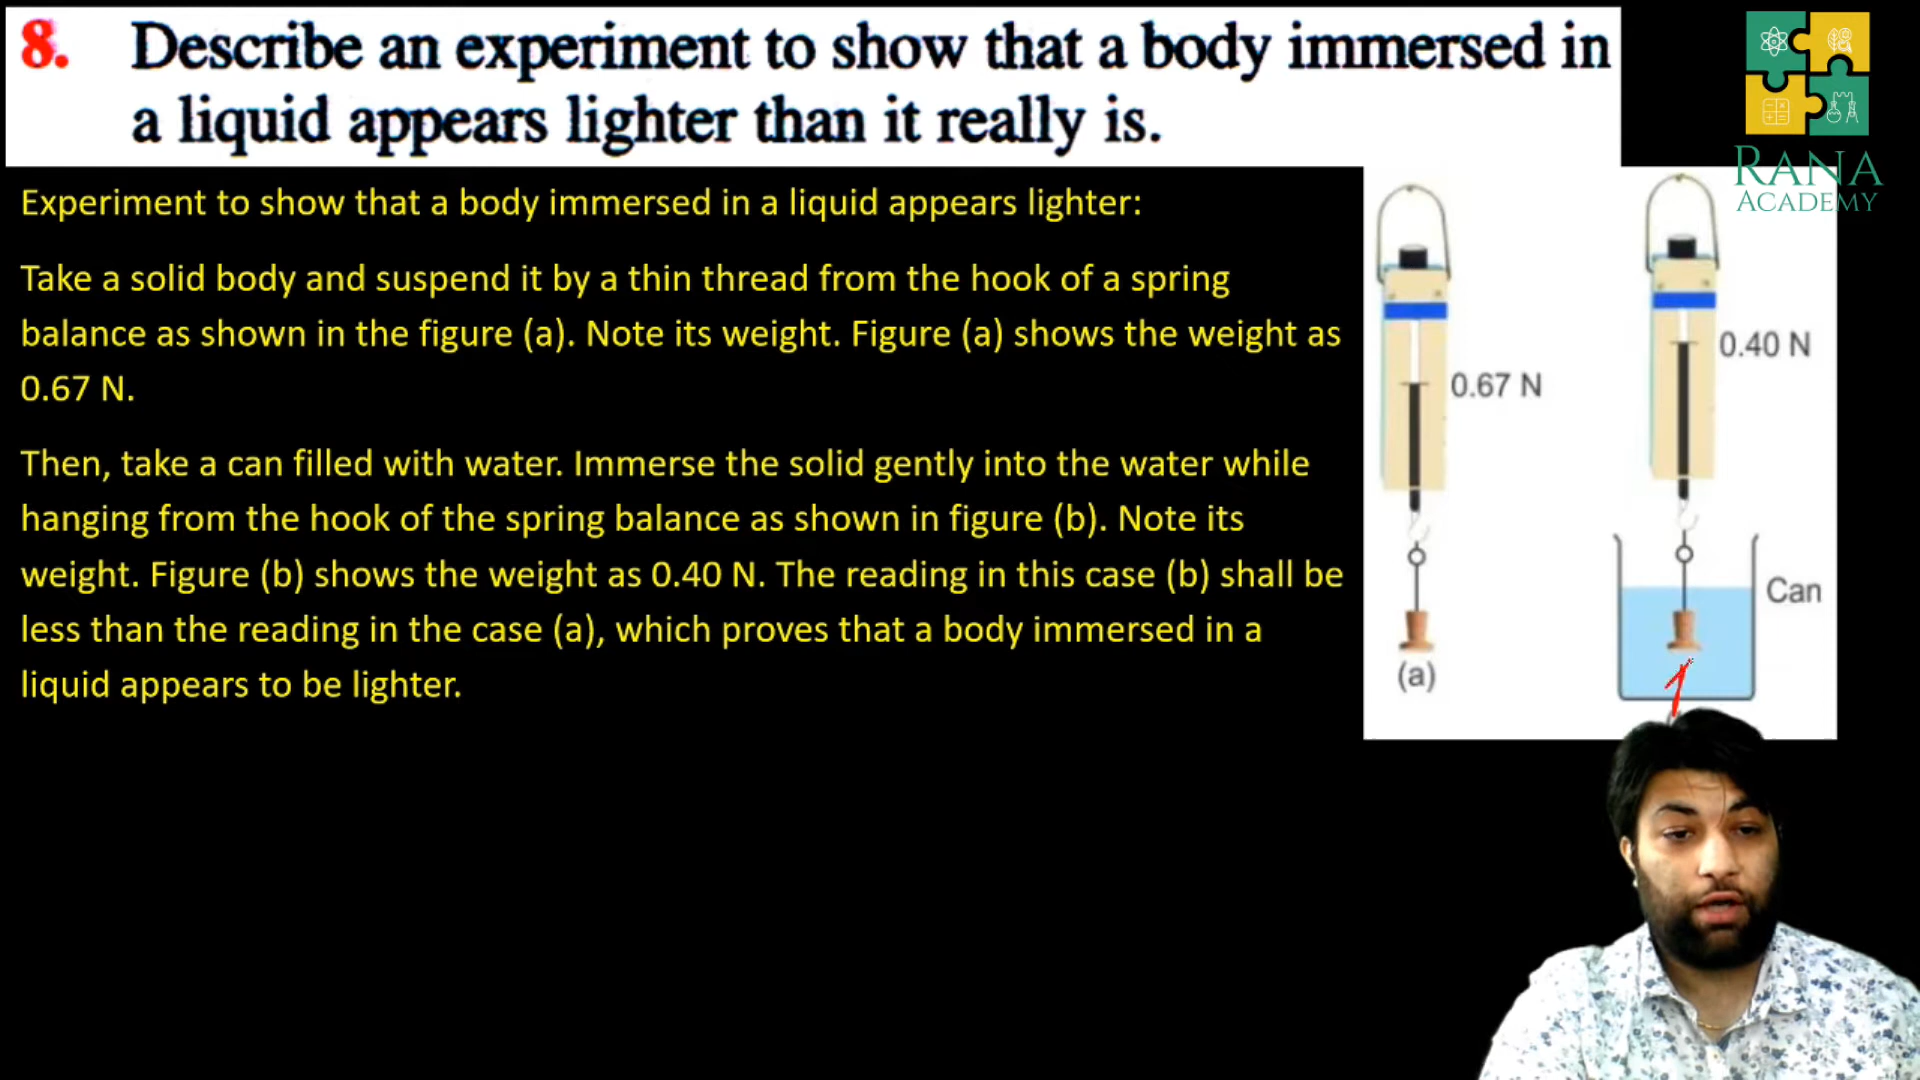 8. Describe an experiment to show that a body immersed in
a liquid appears lighter than it really is.
RANA
ACADEMY
Experiment to show that a body immersed in a liquid appears lighter:
Take a solid body and suspend it by a thin thread from the hook of a spring
balance as shown in the figure (a). Note its weight. Figure (a) shows the weight as
0.67 N.
Then, take a can filled with water. Immerse the solid gently into the water while
hanging from the hook of the spring balance as shown in figure (b). Note its
weight. Figure (b) shows the weight as 0.40 N. The reading in this case (b) shall be
less than the reading in the case (a), which proves that a body immersed in a
liquid appears to be lighter.
0.67 N
(a)
0.40 N
Can